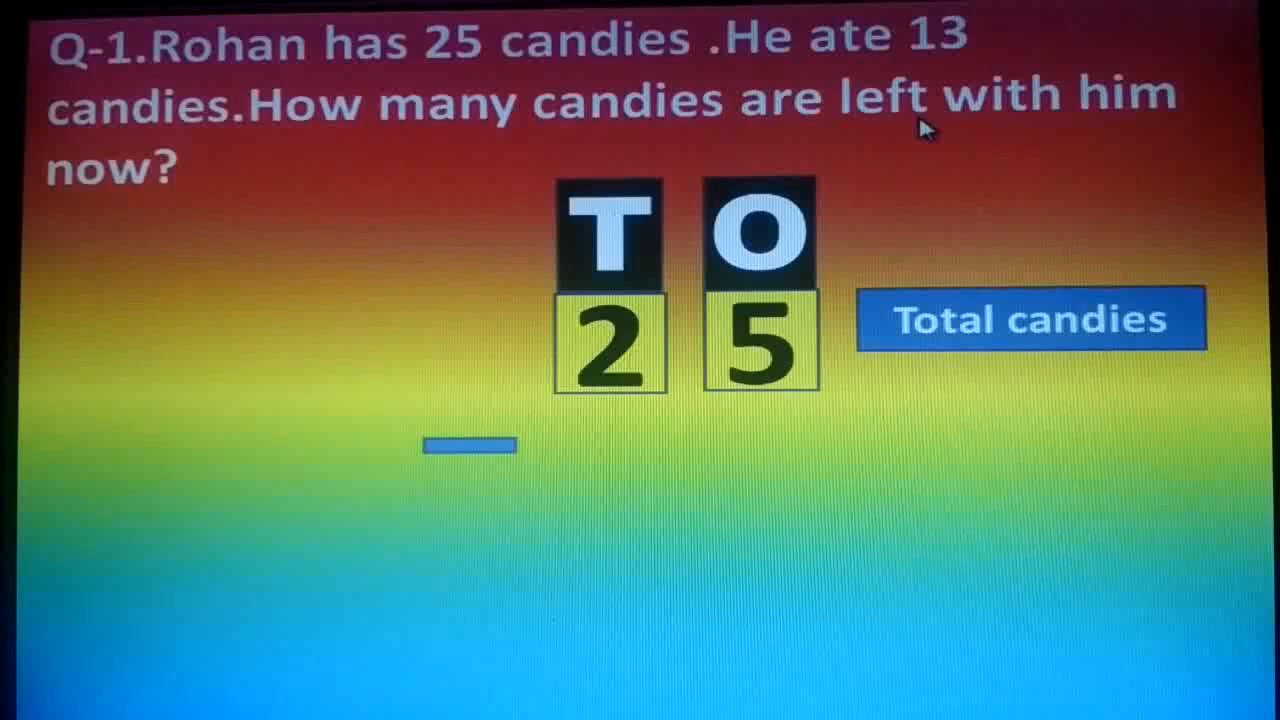 Q-1.Rohan has 25 candies .He ate 13
candies.How many candies are left with him
now?
T O
2 5
Total candies